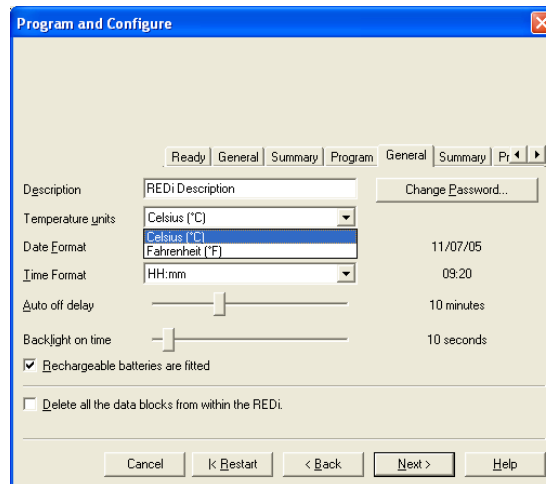 Program and Configure
Ready General Summary Program General Summary Pr
Description REDi Description Change Password...
Temperature units Celsius (°C)
Celsius (°C)
Fahrenheit (°F)
Date Format 11/07/05
Time Format HH:mm 09:20
Auto off delay 10 minutes
Backlight on time 10 seconds
Rechargeable batteries are fitted
Delete all the data blocks from within the REDi.
Cancel |< Restart < Back Next > Help